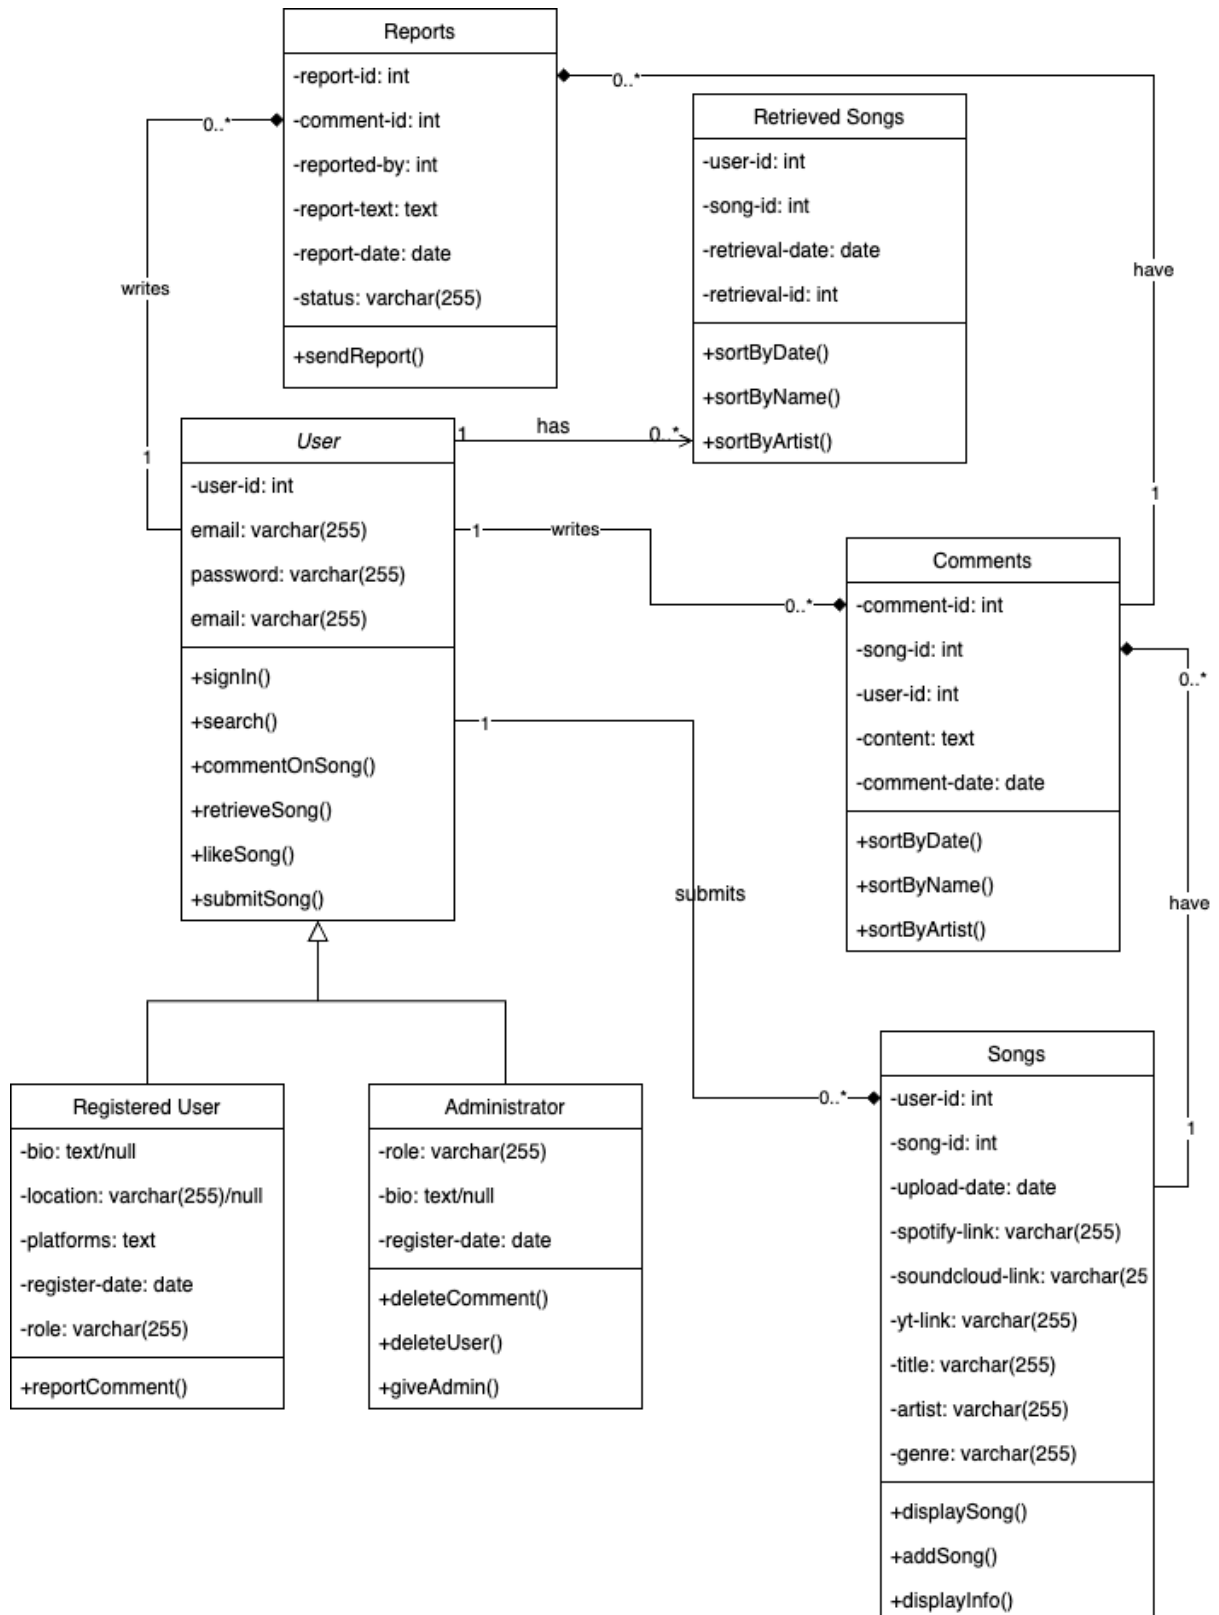 Reports
-report-id: int
-comment-id: int
-reported-by: int
-report-text: text
-report-date: date
-status: varchar(255)
+sendReport()
0..*
0..*
writes
1
have
1
Retrieved Songs
-user-id: int
-song-id: int
-retrieval-date: date
-retrieval-id: int
+sortByDate()
+sortByName()
+sortByArtist()
User
-user-id: int
email: varchar(255)
password: varchar(255)
email: varchar(255)
+signIn()
+search()
+commentOnSong()
+retrieveSong()
+likeSong()
+submitSong()
1
has
0..*
1
writes
0..*
1
submits
0..*
Comments
-comment-id: int
-song-id: int
-user-id: int
-content: text
-comment-date: date
+sortByDate()
+sortByName()
+sortByArtist()
0..*
have
1
Registered User
-bio: text/null
-location: varchar(255)/null
-platforms: text
-register-date: date
-role: varchar(255)
+reportComment()
Administrator
-role: varchar(255)
-bio: text/null
-register-date: date
+deleteComment()
+deleteUser()
+giveAdmin()
Songs
-user-id: int
-song-id: int
-upload-date: date
-spotify-link: varchar(255)
-soundcloud-link: varchar(25
-yt-link: varchar(255)
-title: varchar(255)
-artist: varchar(255)
-genre: varchar(255)
+displaySong()
+addSong()
+displayInfo()